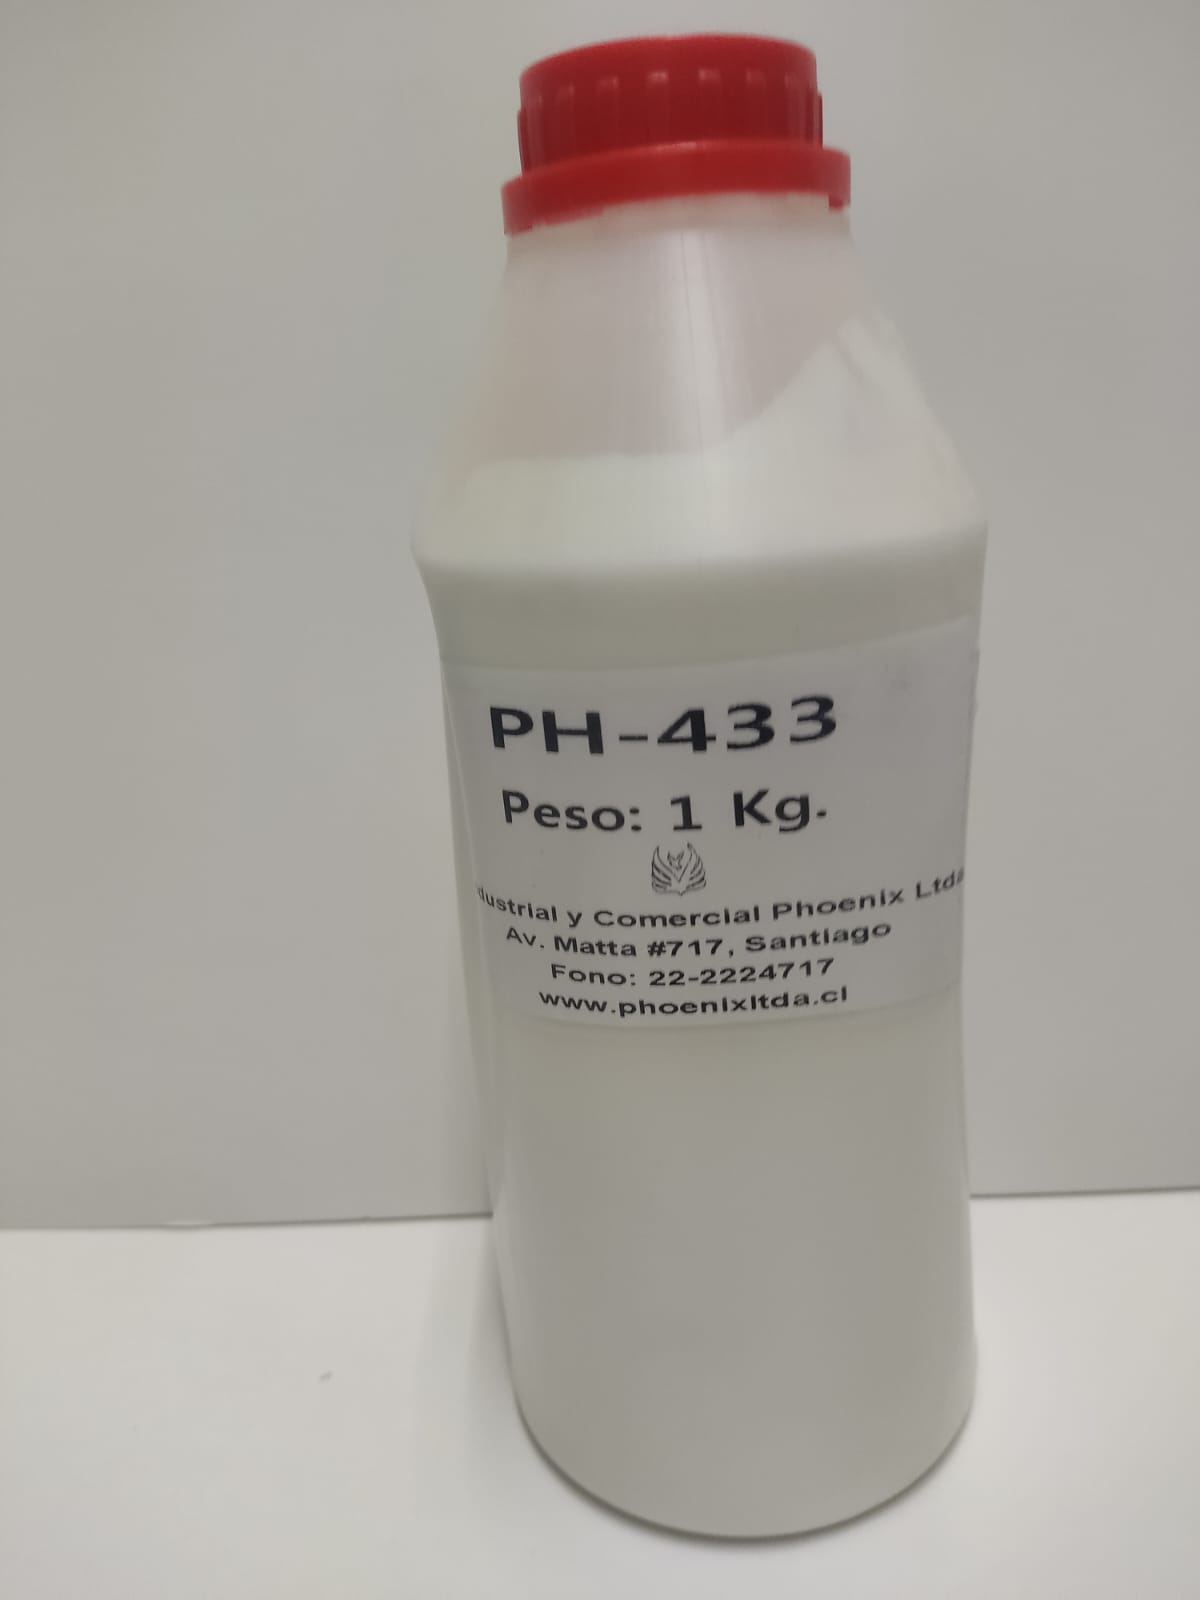 PH-433
Peso: 1 Kg.
dustrial y Comercial Phoenix Ltda
Av. Matta #717, Santiago
Fono: 22-2224717
www.phoenixltda.cl